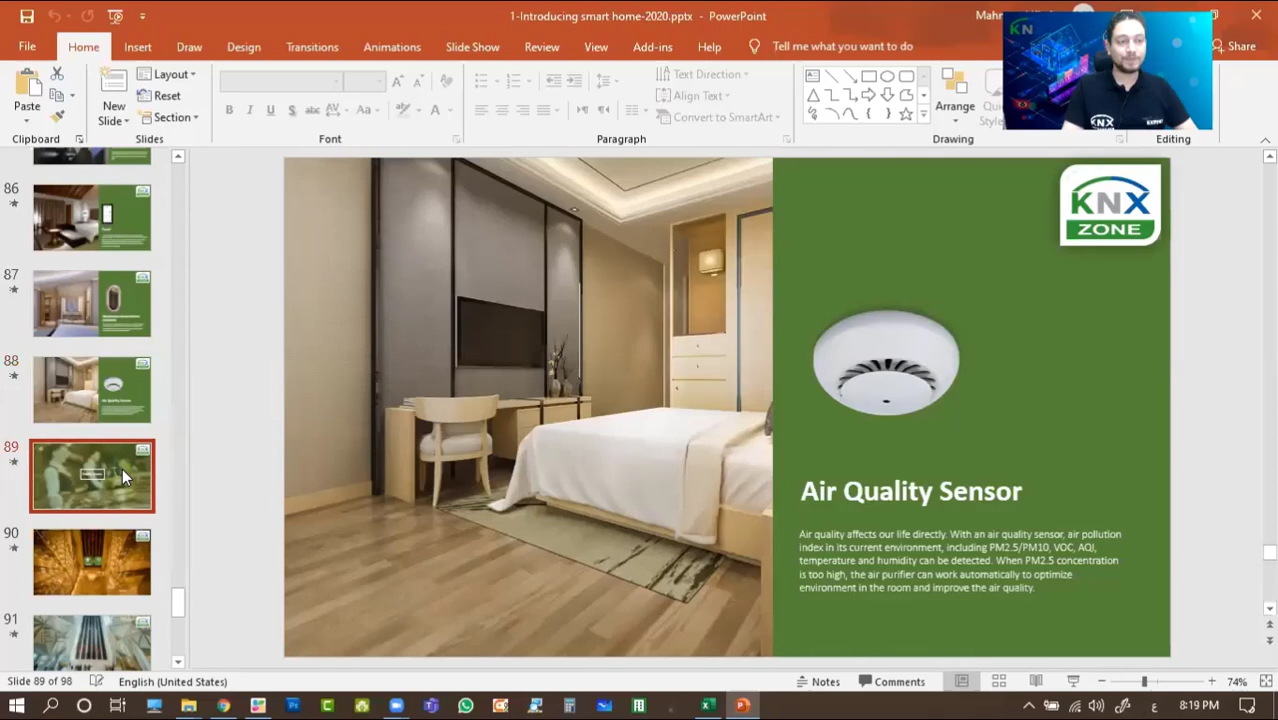 1-Introducing smart home-2020.pptx - PowerPoint
File
Home
Insert
Draw
Design
Transitions
Animations
Slide Show
Review
View
Add-ins
Help
Tell me what you want to do
Share
Paste
New
Slide
Layout
Reset
Section
Text Direction
Align Text
Convert to SmartArt
Arrange
Clipboard
Slides
Font
Paragraph
Drawing
Editing
KN
KNX
86
87
88
89
90
91
KNX
ZONE
Air Quality Sensor
Air quality affects our life directly. With an air quality sensor, air pollution
index in its current environment, including PM2.5/PM10, VOC, AQI,
temperature and humidity can be detected. When PM2.5 concentration
is too high, the air purifier can work automatically to optimize
environment in the room and improve the air quality.
Slide 89 of 98
English (United States)
Notes
Comments
74%
ع
8:19 PM